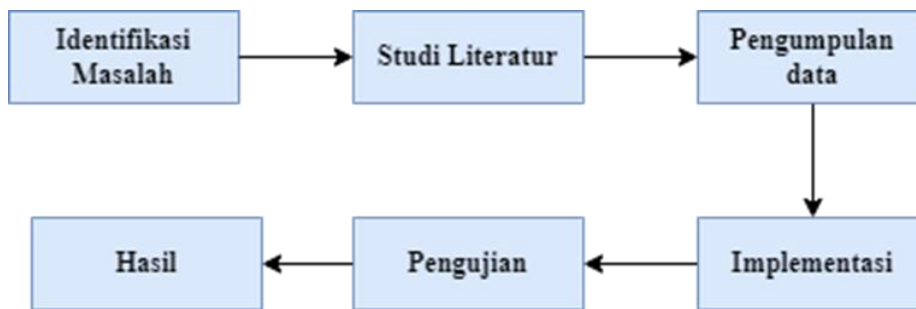 Identifikasi
Masalah
Studi Literatur
Pengumpulan
data
Implementasi
Pengujian
Hasil